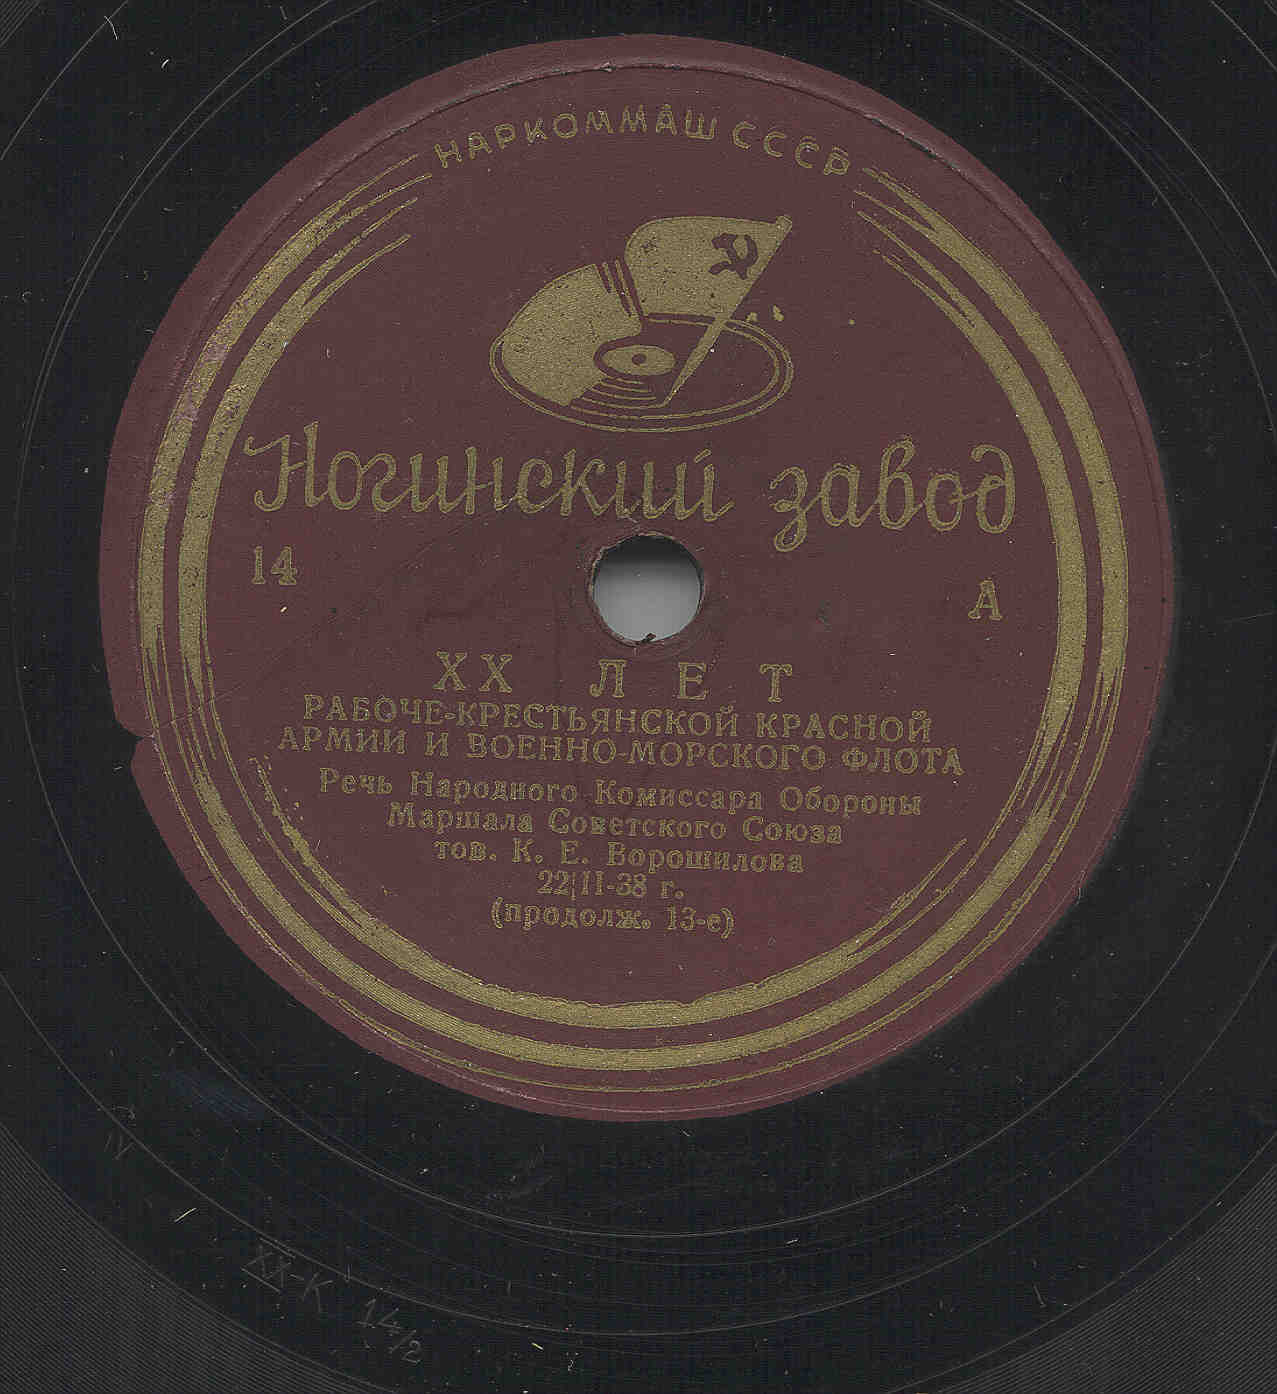 НАРКОММАШ СССР
Ногинский завод
14
А
XX ЛЕТ
РАБОЧЕ-КРЕСТЬЯНСКОЙ КРАСНОЙ
АРМИИ И ВОЕННО-МОРСКОГО ФЛОТА
Речь Народного Комиссара Обороны
Маршала Советского Союза
тов. К. Е. Ворошилова
22|II-38 г.
(продолж. 13-е)
IV
XX-K 14/2